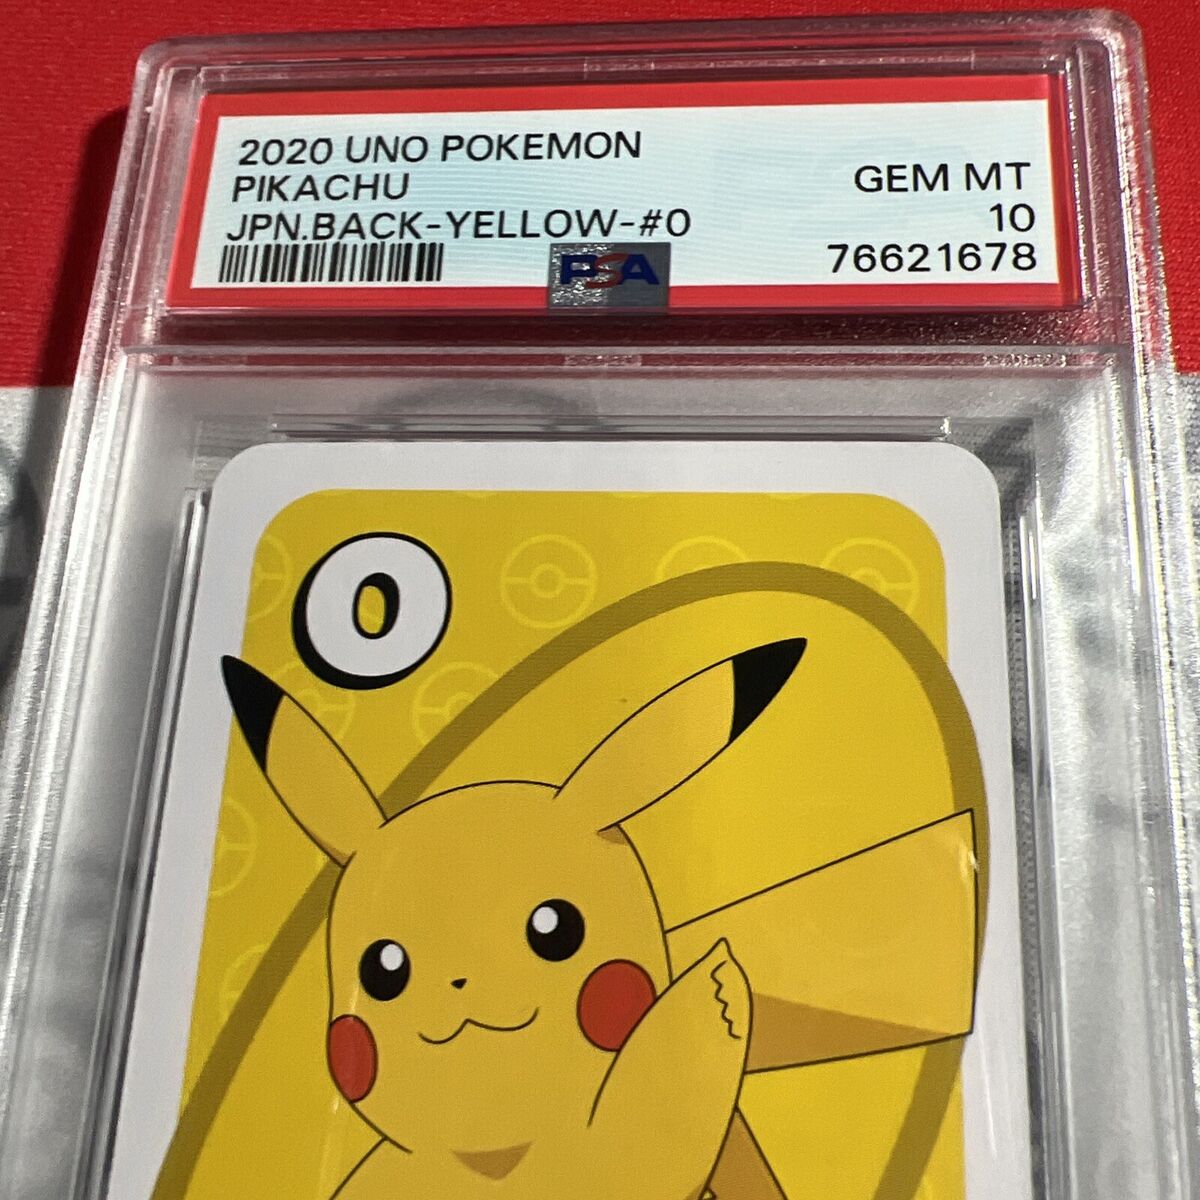 2020 UNO POKEMON
PIKACHU
JPN.BACK-YELLOW-#0
GEM MT
10
76621678
PSA
0